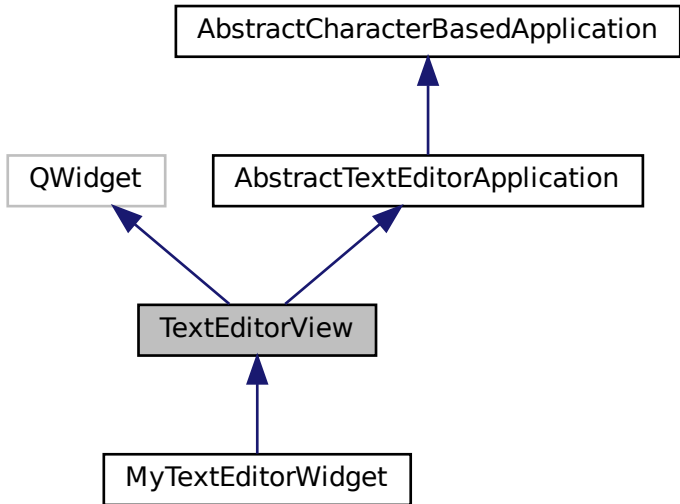 AbstractCharacterBasedApplication
QWidget
AbstractTextEditorApplication
TextEditorView
MyTextEditorWidget